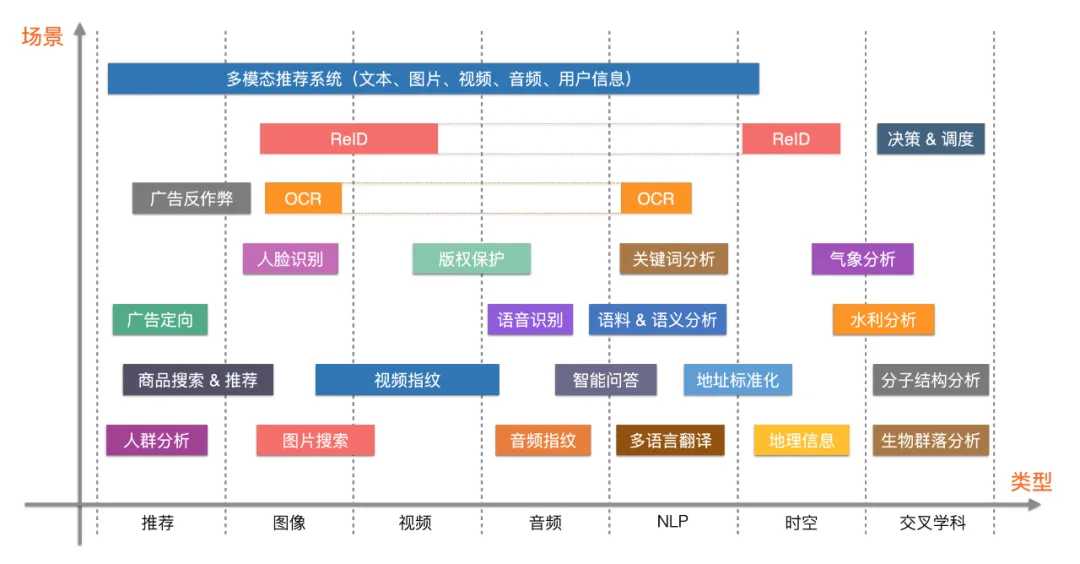 场景
多模态推荐系统（文本、图片、视频、音频、用户信息）
ReID
ReID
决策 & 调度
广告反作弊
OCR
OCR
人脸识别
版权保护
关键词分析
气象分析
广告定向
语音识别
语料 & 语义分析
水利分析
商品搜索 & 推荐
视频指纹
智能问答
地址标准化
分子结构分析
人群分析
图片搜索
音频指纹
多语言翻译
地理信息
生物群落分析
类型
推荐
图像
视频
音频
NLP
时空
交叉学科